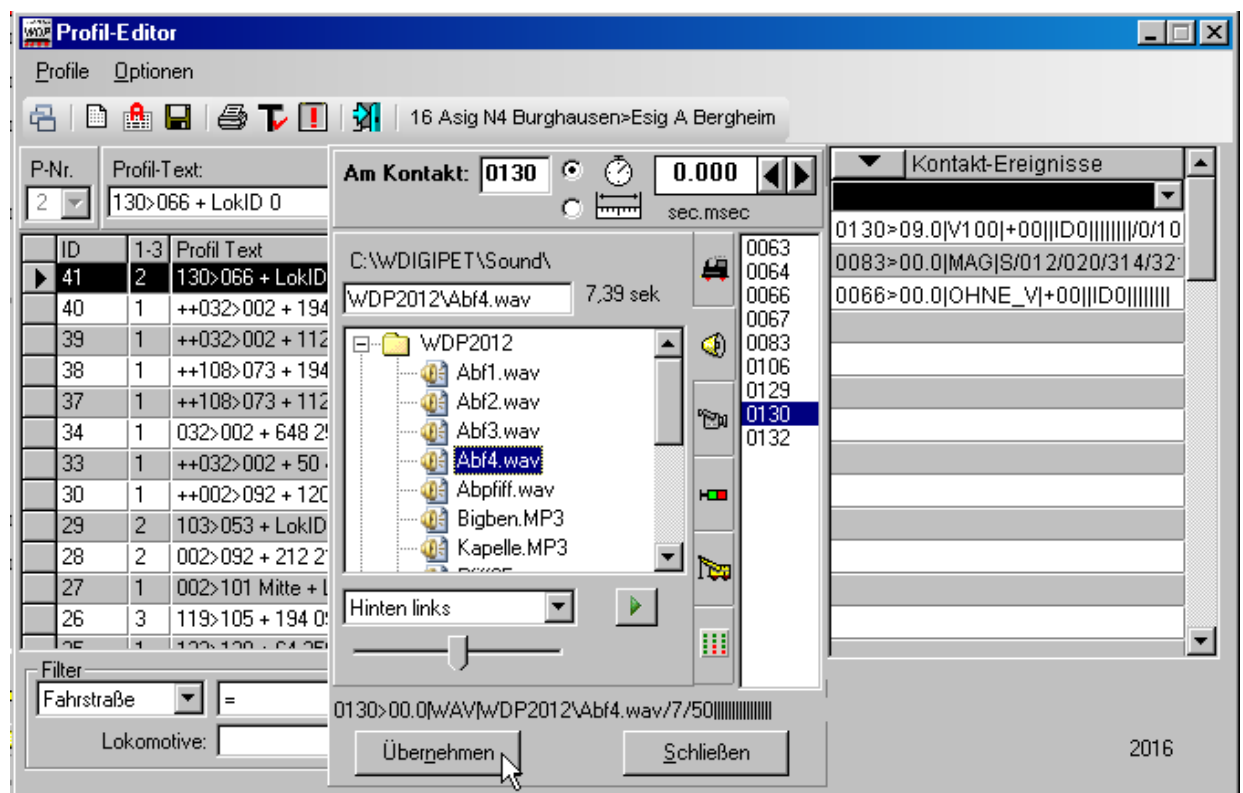 Profil-Editor
Profile Optionen
16 Asig N4 Burghausen>Esig A Bergheim
P-Nr. Profil-Text:
2 130>066 + LokID 0
ID 1-3 Profil Text
41 2 130>066 + LokID
40 1 ++032>002 + 194
39 1 ++032>002 + 112
38 1 ++108>073 + 194
37 1 ++108>073 + 112
34 1 032>002 + 648
33 1 ++032>002 + 50
30 1 ++002>092 + 120
29 2 103>053 + LokID
28 2 002>092 + 212
27 1 002>101 Mitte +
26 3 119>105 + 194
Filter
Fahrstraße =
Lokomotive:
Am Kontakt: 0130 0.000
sec.msec
C:\WDIGIPET\Sound\
WDP2012\Abf4.wav 7,39 sek
WDP2012
Abf1.wav
Abf2.wav
Abf3.wav
Abf4.wav
Abpfiff.wav
Bigben.MP3
Kapelle.MP3
Hinten links
0063
0064
0066
0067
0083
0106
0129
0130
0132
0130>00.0|WAV|WDP2012\Abf4.wav/7/50|||||||||||||||
Übernehmen Schließen
Kontakt-Ereignisse
0130>09.0|V100|+00|||ID0||||||||/0/10
0083>00.0|MAG|S/012/020/314/32
0066>00.0|OHNE_V|+00|||ID0||||||||
2016